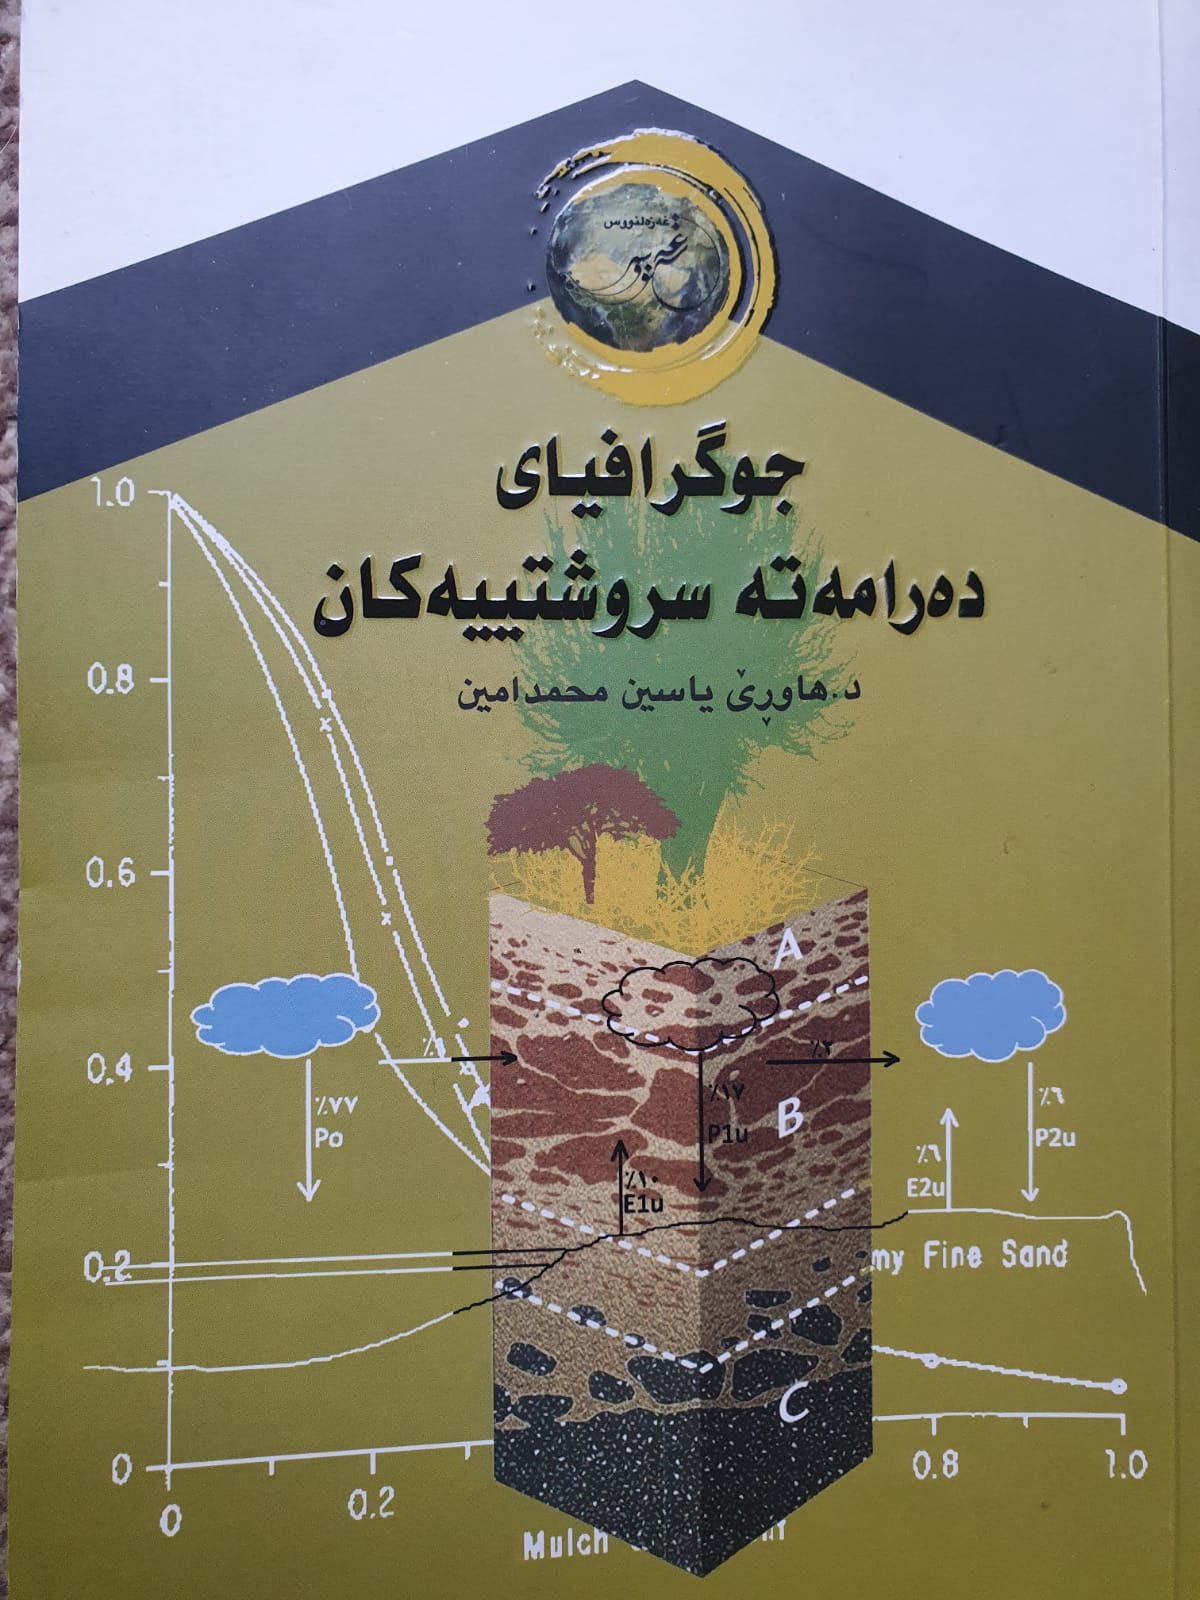 غەزەلنووس
جوگرافیای
دەرامەتە سروشتییەکان
د.هاوڕێ یاسین محمدامین
1.0
0.8
0.6
0.4
0.2
0
A
B
C
٪٧٧
Po
٪٢
٪١٧
P1u
٪١٠
E1u
٪٦
P2u
٪٦
E2u
my Fine Sand
0
0.2
0.8
1.0
Mulch